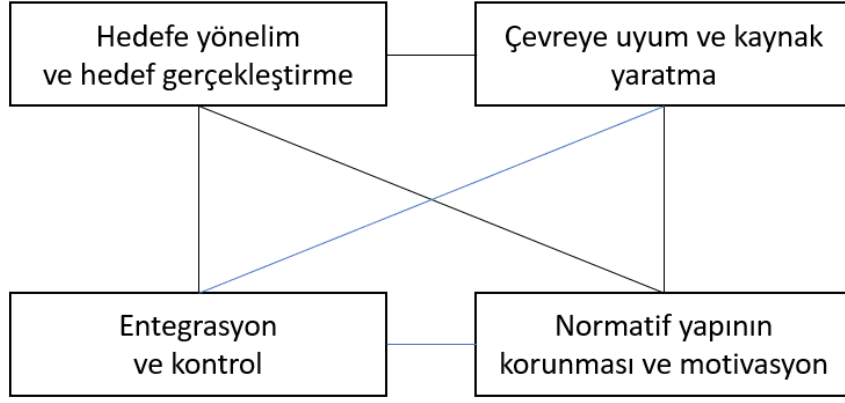 Hedefe yönelim
ve hedef gerçekleştirme
Çevreye uyum ve kaynak
yaratma
Entegrasyon
ve kontrol
Normatif yapının
korunması ve motivasyon